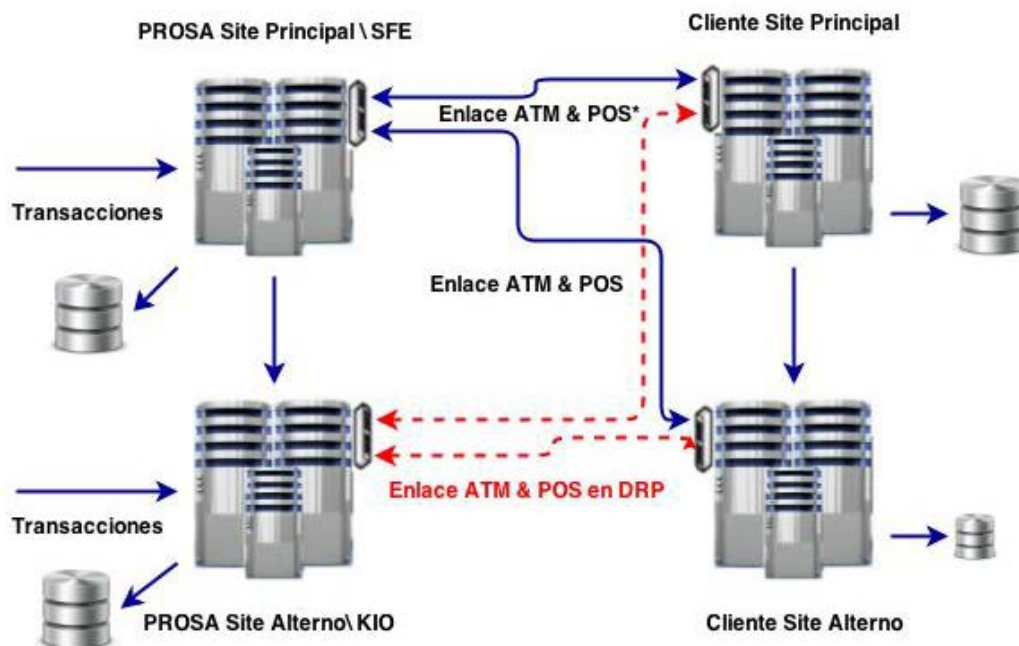 PROSA Site Principal \ SFE
Cliente Site Principal
Enlace ATM & POS*
Transacciones
Enlace ATM & POS
Enlace ATM & POS en DRP
Transacciones
PROSA Site Alterno\ KIO
Cliente Site Alterno